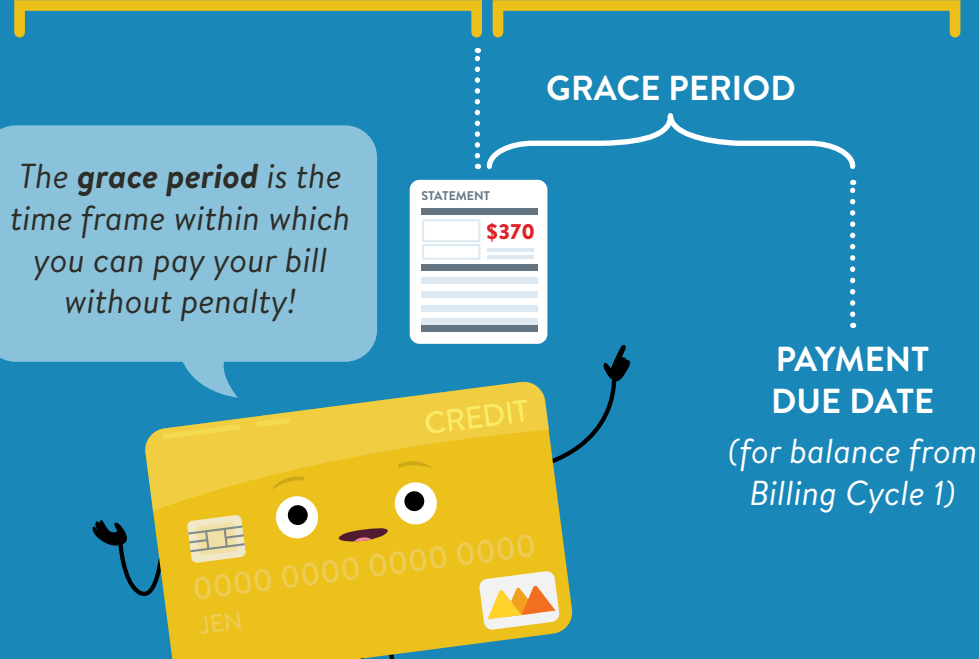 GRACE PERIOD
The grace period is the
time frame within which
you can pay your bill
without penalty!
STATEMENT
$370
PAYMENT
DUE DATE
(for balance from
Billing Cycle 1)
CREDIT
0000 0000 0000 0000
JEN